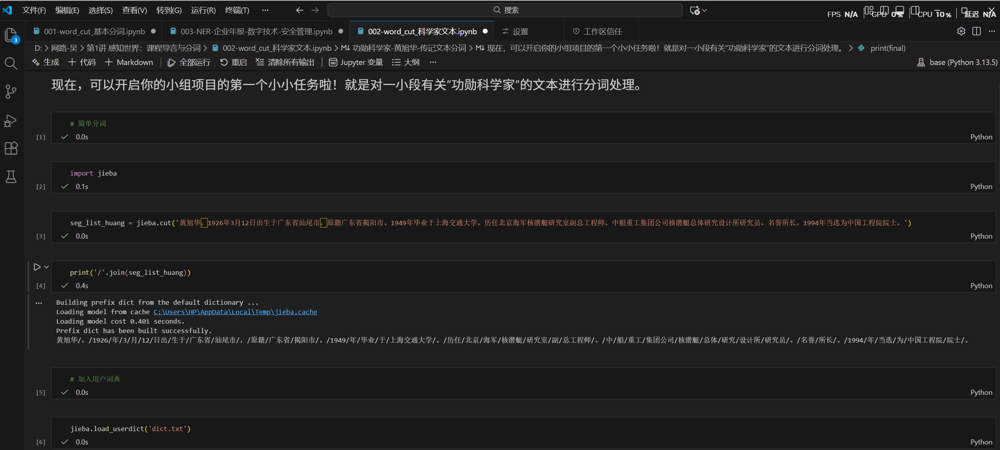 文件(F) 编辑(E) 选择(S) 查看(V) 转到(G) 运行(R) 终端(T) ··· 搜索
FPS N/A GPU 0% CPU 10% 延迟 N/A
001-word_cut_基本分词.ipynb 003-NER-企业年报-数字技术-安全管理.ipynb 002-word_cut_科学家文本.ipynb 设置 工作区信任
3
D: > 网路-吴 > 第1讲 感知世界：课程导言与分词 > 002-word_cut_科学家文本.ipynb > M↓ 功勋科学家-黄旭华-传记文本分词 > M↓ 现在，可以开启你的小组项目的第一个小小任务啦！就是对一小段有关“功勋科学家”的文本进行分词处理。 > print(final)
生成 + 代码 + Markdown 全部运行 重启 清除所有输出 Jupyter 变量 大纲 ··· base (Python 3.13.5)
现在，可以开启你的小组项目的第一个小小任务啦！就是对一小段有关“功勋科学家”的文本进行分词处理。
# 简单分词
[1] 0.0s Python
import jieba
[2] 0.1s Python
seg_list_huang = jieba.cut('黄旭华，1926年3月12日出生于广东省汕尾市，原籍广东省揭阳市。1949年毕业于上海交通大学。历任北京海军核潜艇研究室副总工程师、中船重工集团公司核潜艇总体研究设计所研究员、名誉所长。1994年当选为中国工程院院士。')
[3] 0.0s Python
print('/'.join(seg_list_huang))
[4] 0.4s Python
Building prefix dict from the default dictionary ...
Loading model from cache C:\Users\HP\AppData\Local\Temp\jieba.cache
Loading model cost 0.401 seconds.
Prefix dict has been built successfully.
黄旭华/，/1926/年/3/月/12/日出/生于/广东省/汕尾市/，/原籍/广东省/揭阳市/。/1949/年/毕业/于/上海交通大学/。/历任/北京/海军/核潜艇/研究室/副/总工程师/、/中/船/重工/集团公司/核潜艇/总体/研究/设计所/研究员/、/名誉/所长/。/1994/年/当选/为/中国工程院/院士/。
# 加入用户词典
[5] 0.0s Python
jieba.load_userdict('dict.txt')
[6] 0.0s Python